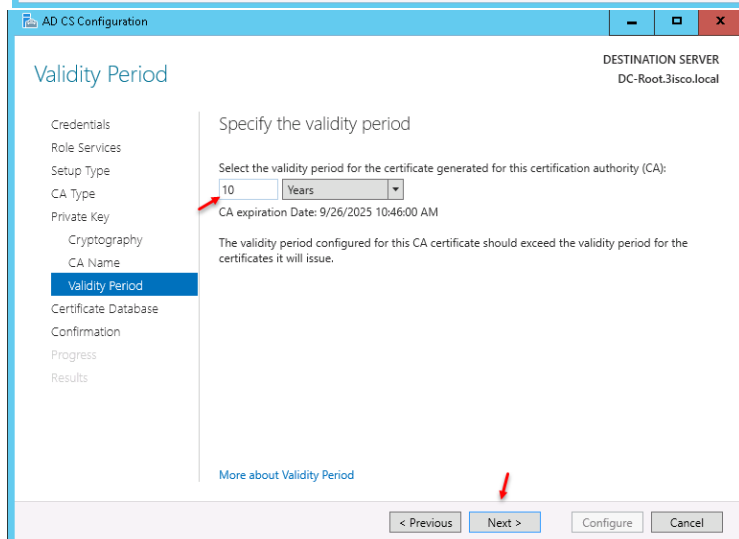 AD CS Configuration
DESTINATION SERVER
DC-Root.3isco.local
Validity Period
Credentials
Role Services
Setup Type
CA Type
Private Key
Cryptography
CA Name
Validity Period
Certificate Database
Confirmation
Progress
Results
Specify the validity period
Select the validity period for the certificate generated for this certification authority (CA):
10 Years
CA expiration Date: 9/26/2025 10:46:00 AM
The validity period configured for this CA certificate should exceed the validity period for the
certificates it will issue.
More about Validity Period
< Previous Next > Configure Cancel